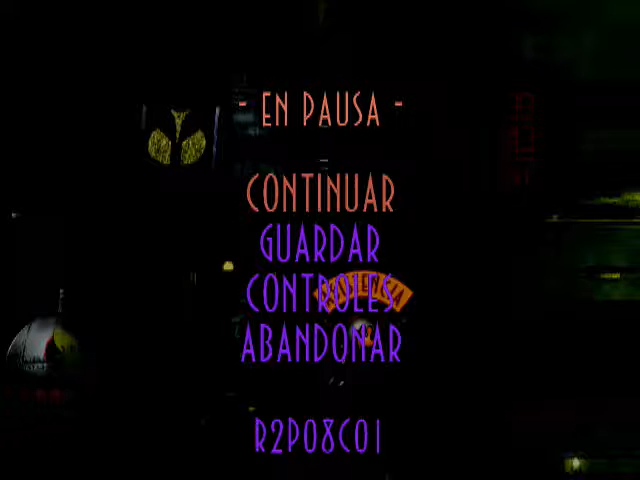 - EN PAUSA -
CONTINUAR
GUARDAR
CONTROLES
ABANDONAR
R2P08C01